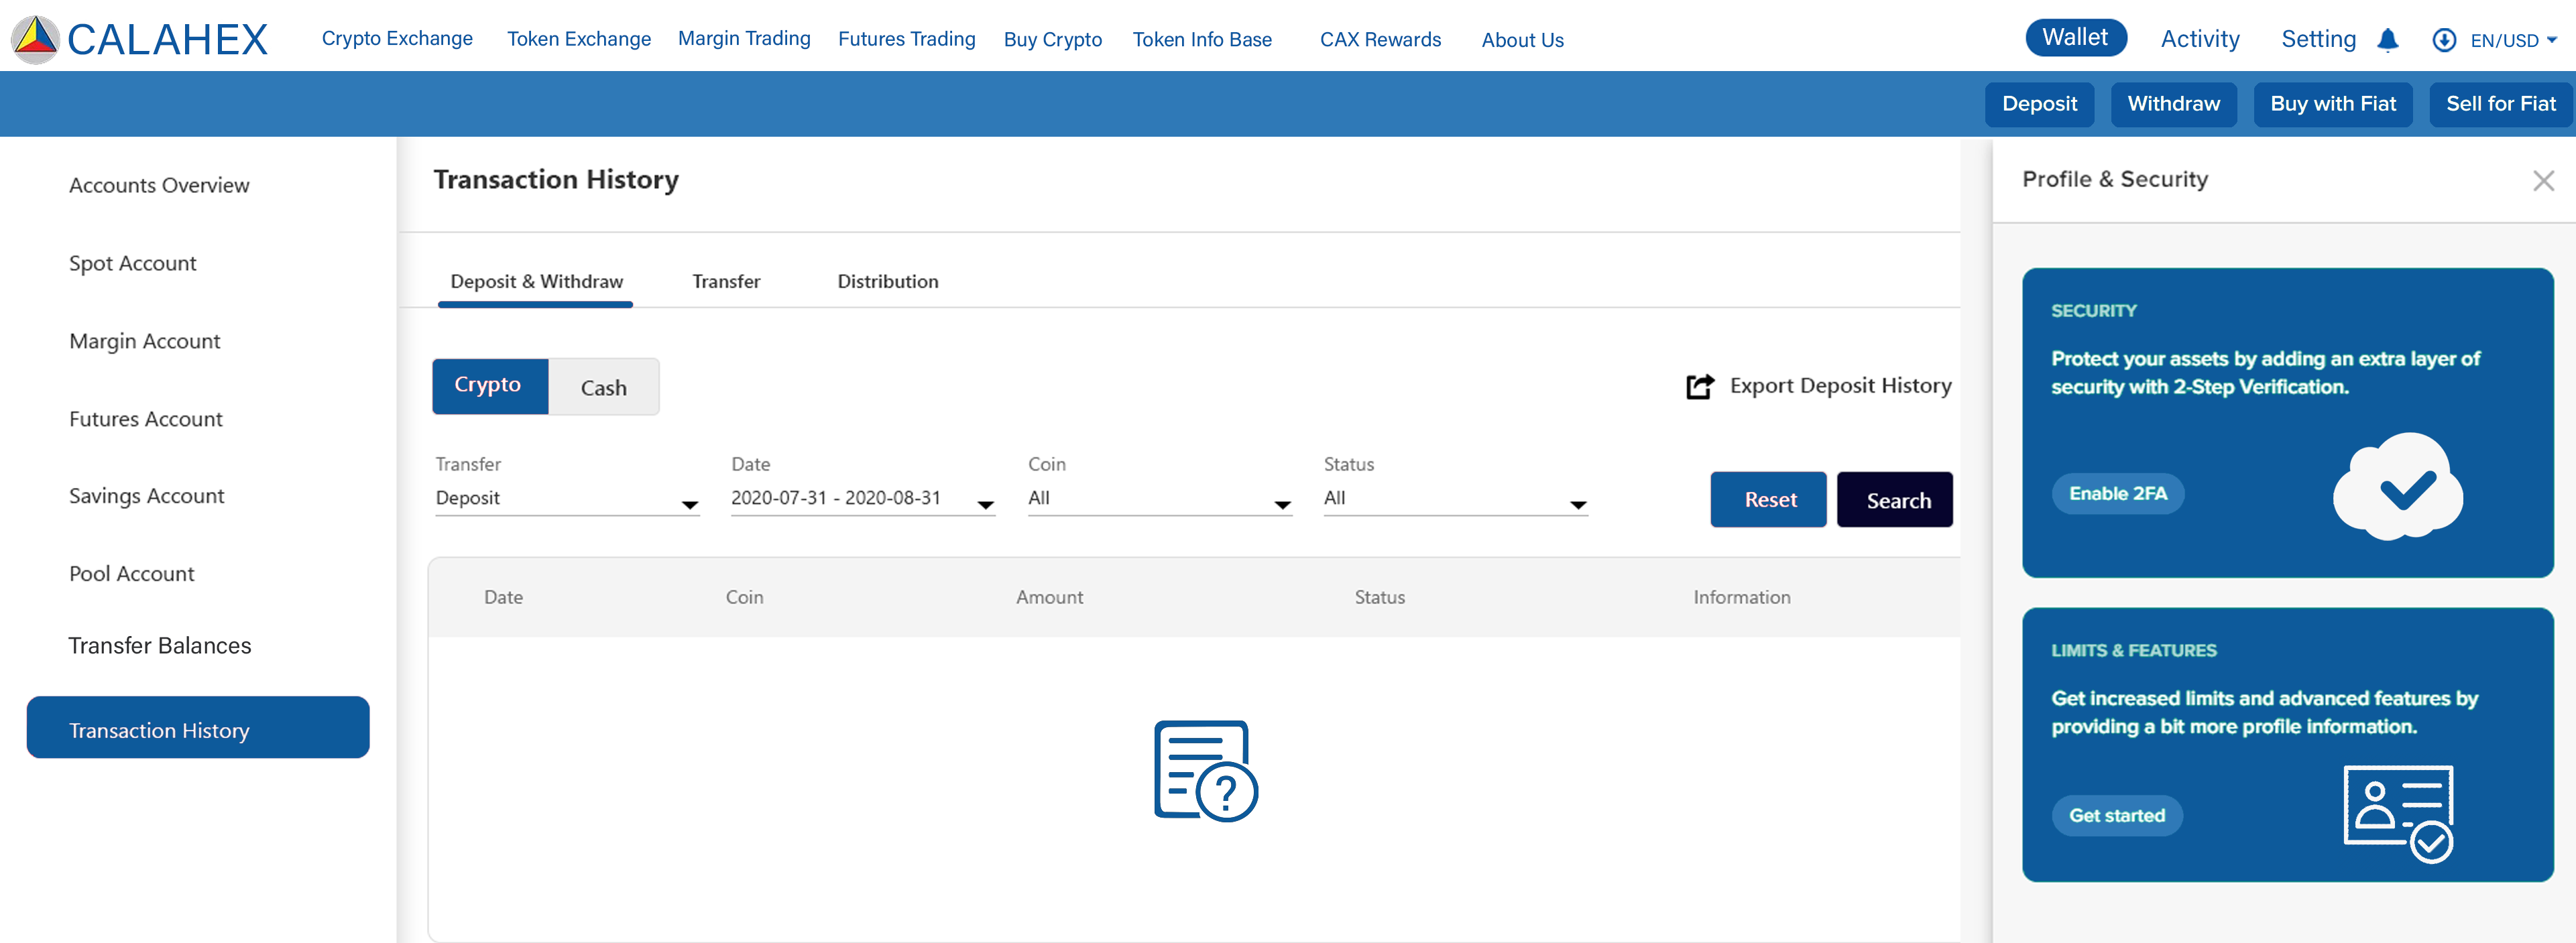 CALAHEX
Crypto Exchange
Token Exchange
Margin Trading
Futures Trading
Buy Crypto
Token Info Base
CAX Rewards
About Us
Wallet
Activity
Setting
EN/USD
Deposit
Withdraw
Buy with Fiat
Sell for Fiat
Accounts Overview
Spot Account
Margin Account
Futures Account
Savings Account
Pool Account
Transfer Balances
Transaction History
Transaction History
Deposit & Withdraw
Transfer
Distribution
Crypto
Cash
Export Deposit History
Transfer
Deposit
Date
2020-07-31 - 2020-08-31
Coin
All
Status
All
Reset
Search
Date
Coin
Amount
Status
Information
?
Profile & Security
SECURITY
Protect your assets by adding an extra layer of
security with 2-Step Verification.
Enable 2FA
LIMITS & FEATURES
Get increased limits and advanced features by
providing a bit more profile information.
Get started